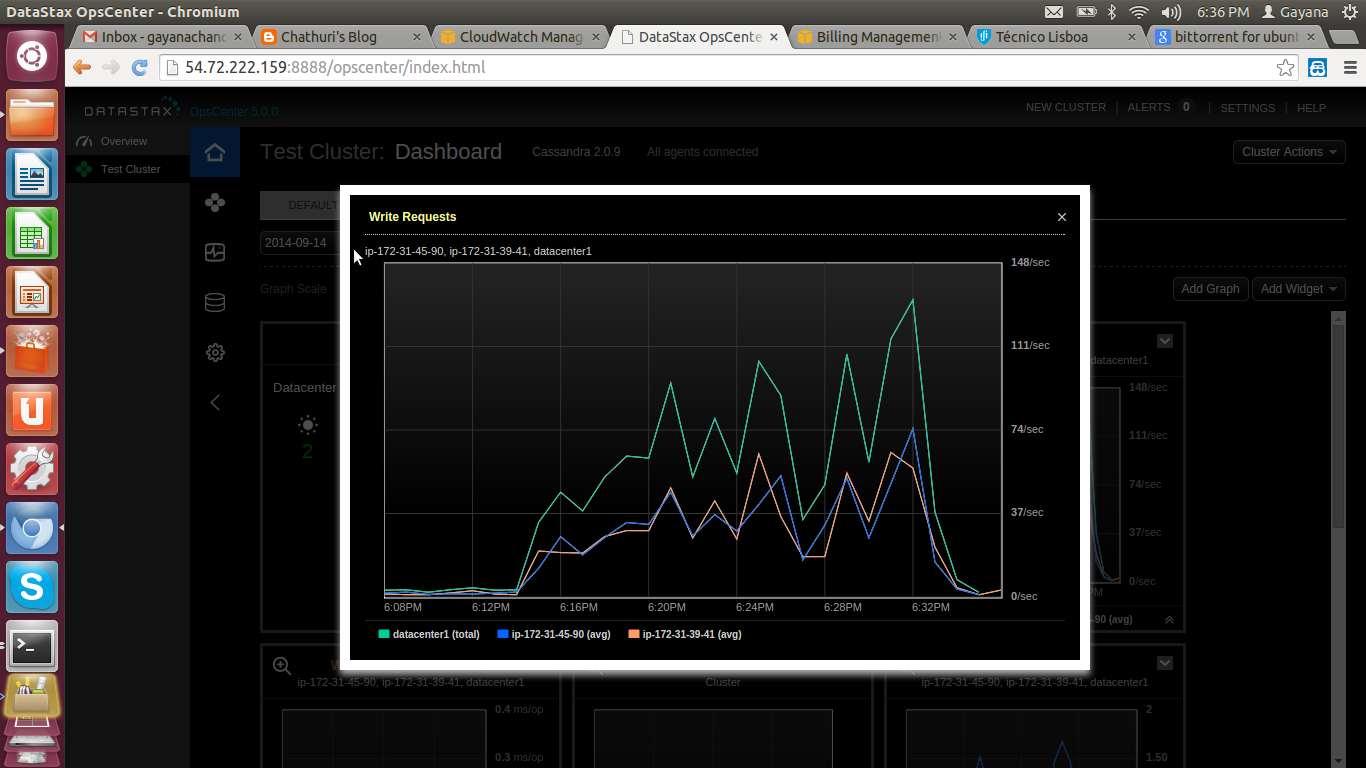 DataStax OpsCenter - Chromium
6:36 PM Gayana
Inbox - gayanachand
Chathuri's Blog
CloudWatch Manag
DataStax OpsCente
Billing Management
Técnico Lisboa
bittorrent for ubunt
54.72.222.159:8888/opscenter/index.html
DATASTAX OpsCenter 5.0.0
NEW CLUSTER | ALERTS 0 | SETTINGS | HELP
Overview
Test Cluster
Test Cluster: Dashboard Cassandra 2.0.9 All agents connected
Cluster Actions
DEFAULT
2014-09-14
Graph Scale
Add Graph
Add Widget
Datacenter
2
Write Requests
ip-172-31-45-90, ip-172-31-39-41, datacenter1
148/sec
111/sec
74/sec
37/sec
0/sec
6:08PM 6:12PM 6:16PM 6:20PM 6:24PM 6:28PM 6:32PM
datacenter1 (total) ip-172-31-45-90 (avg) ip-172-31-39-41 (avg)
datacenter1
148/sec
111/sec
74/sec
37/sec
0/sec
PM
(avg)
ip-172-31-45-90, ip-172-31-39-41, datacenter1
0.4 ms/op
0.3 ms/op
Cluster
ip-172-31-45-90, ip-172-31-39-41, datacenter1
2
1.50